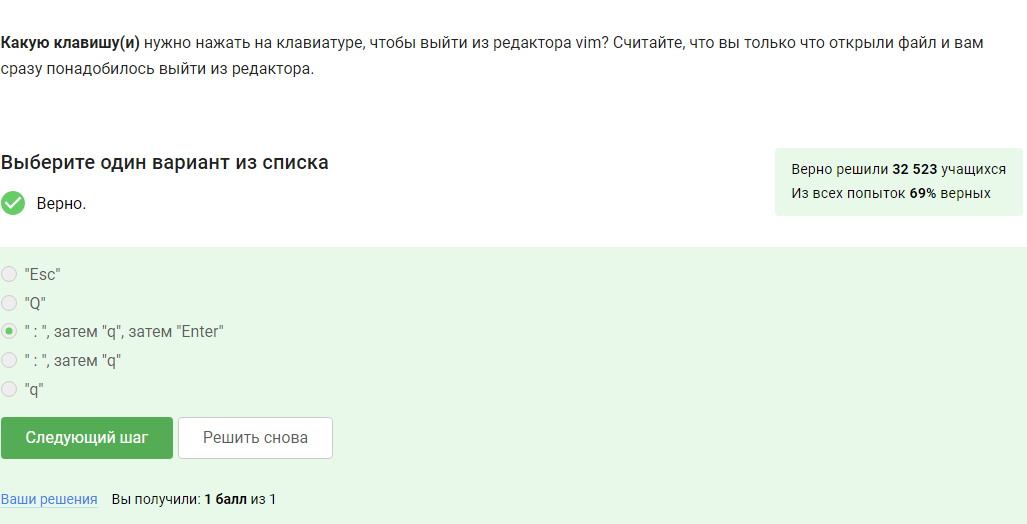 Какую клавишу(и) нужно нажать на клавиатуре, чтобы выйти из редактора vim? Считайте, что вы только что открыли файл и вам
сразу понадобилось выйти из редактора.
Выберите один вариант из списка
Верно.
Верно решили 32 523 учащихся
Из всех попыток 69% верных
"Esc"
"Q"
" : ", затем "q", затем "Enter"
" : ", затем "q"
"q"
Следующий шаг
Решить снова
Ваши решения
Вы получили: 1 балл из 1